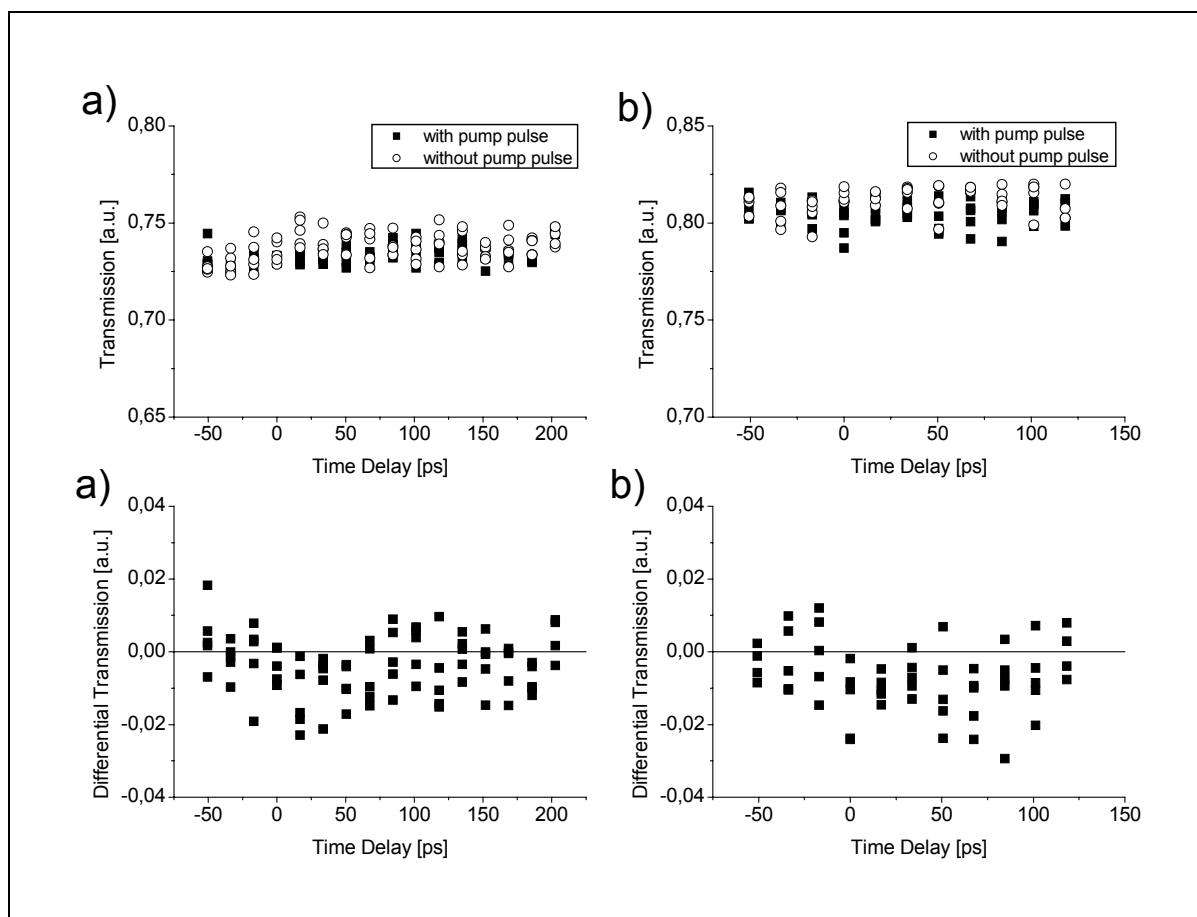 a)
0,80
0,75
0,70
0,65
Transmission [a.u.]
with pump pulse
without pump pulse
-50 0 50 100 150 200
Time Delay [ps]
b)
0,85
0,80
0,75
0,70
Transmission [a.u.]
with pump pulse
without pump pulse
-50 0 50 100 150
Time Delay [ps]
a)
0,04
0,02
0,00
-0,02
-0,04
Differential Transmission [a.u.]
-50 0 50 100 150 200
Time Delay [ps]
b)
0,04
0,02
0,00
-0,02
-0,04
Differential Transmission [a.u.]
-50 0 50 100 150
Time Delay [ps]